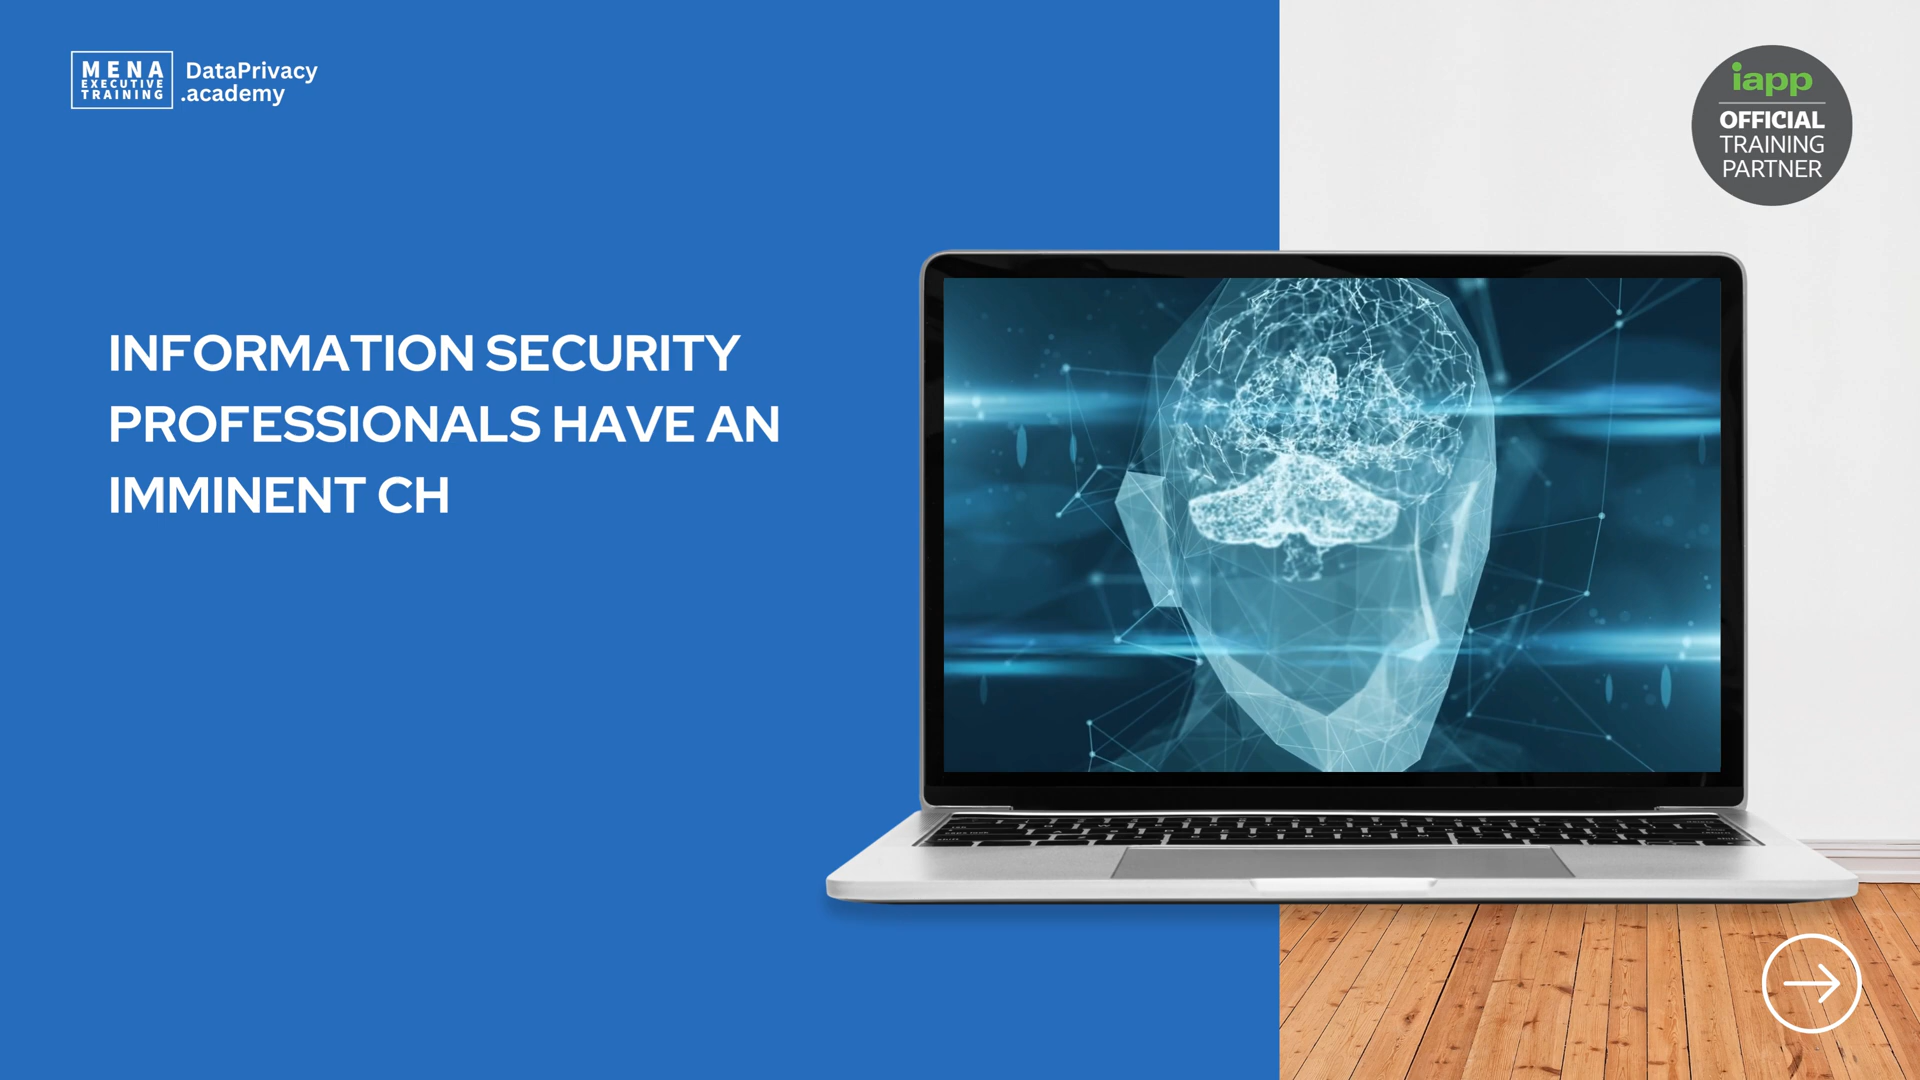 MENA
EXECUTIVE
TRAINING
DataPrivacy
.academy
iapp
OFFICIAL
TRAINING
PARTNER
INFORMATION SECURITY
PROFESSIONALS HAVE AN
IMMINENT CH